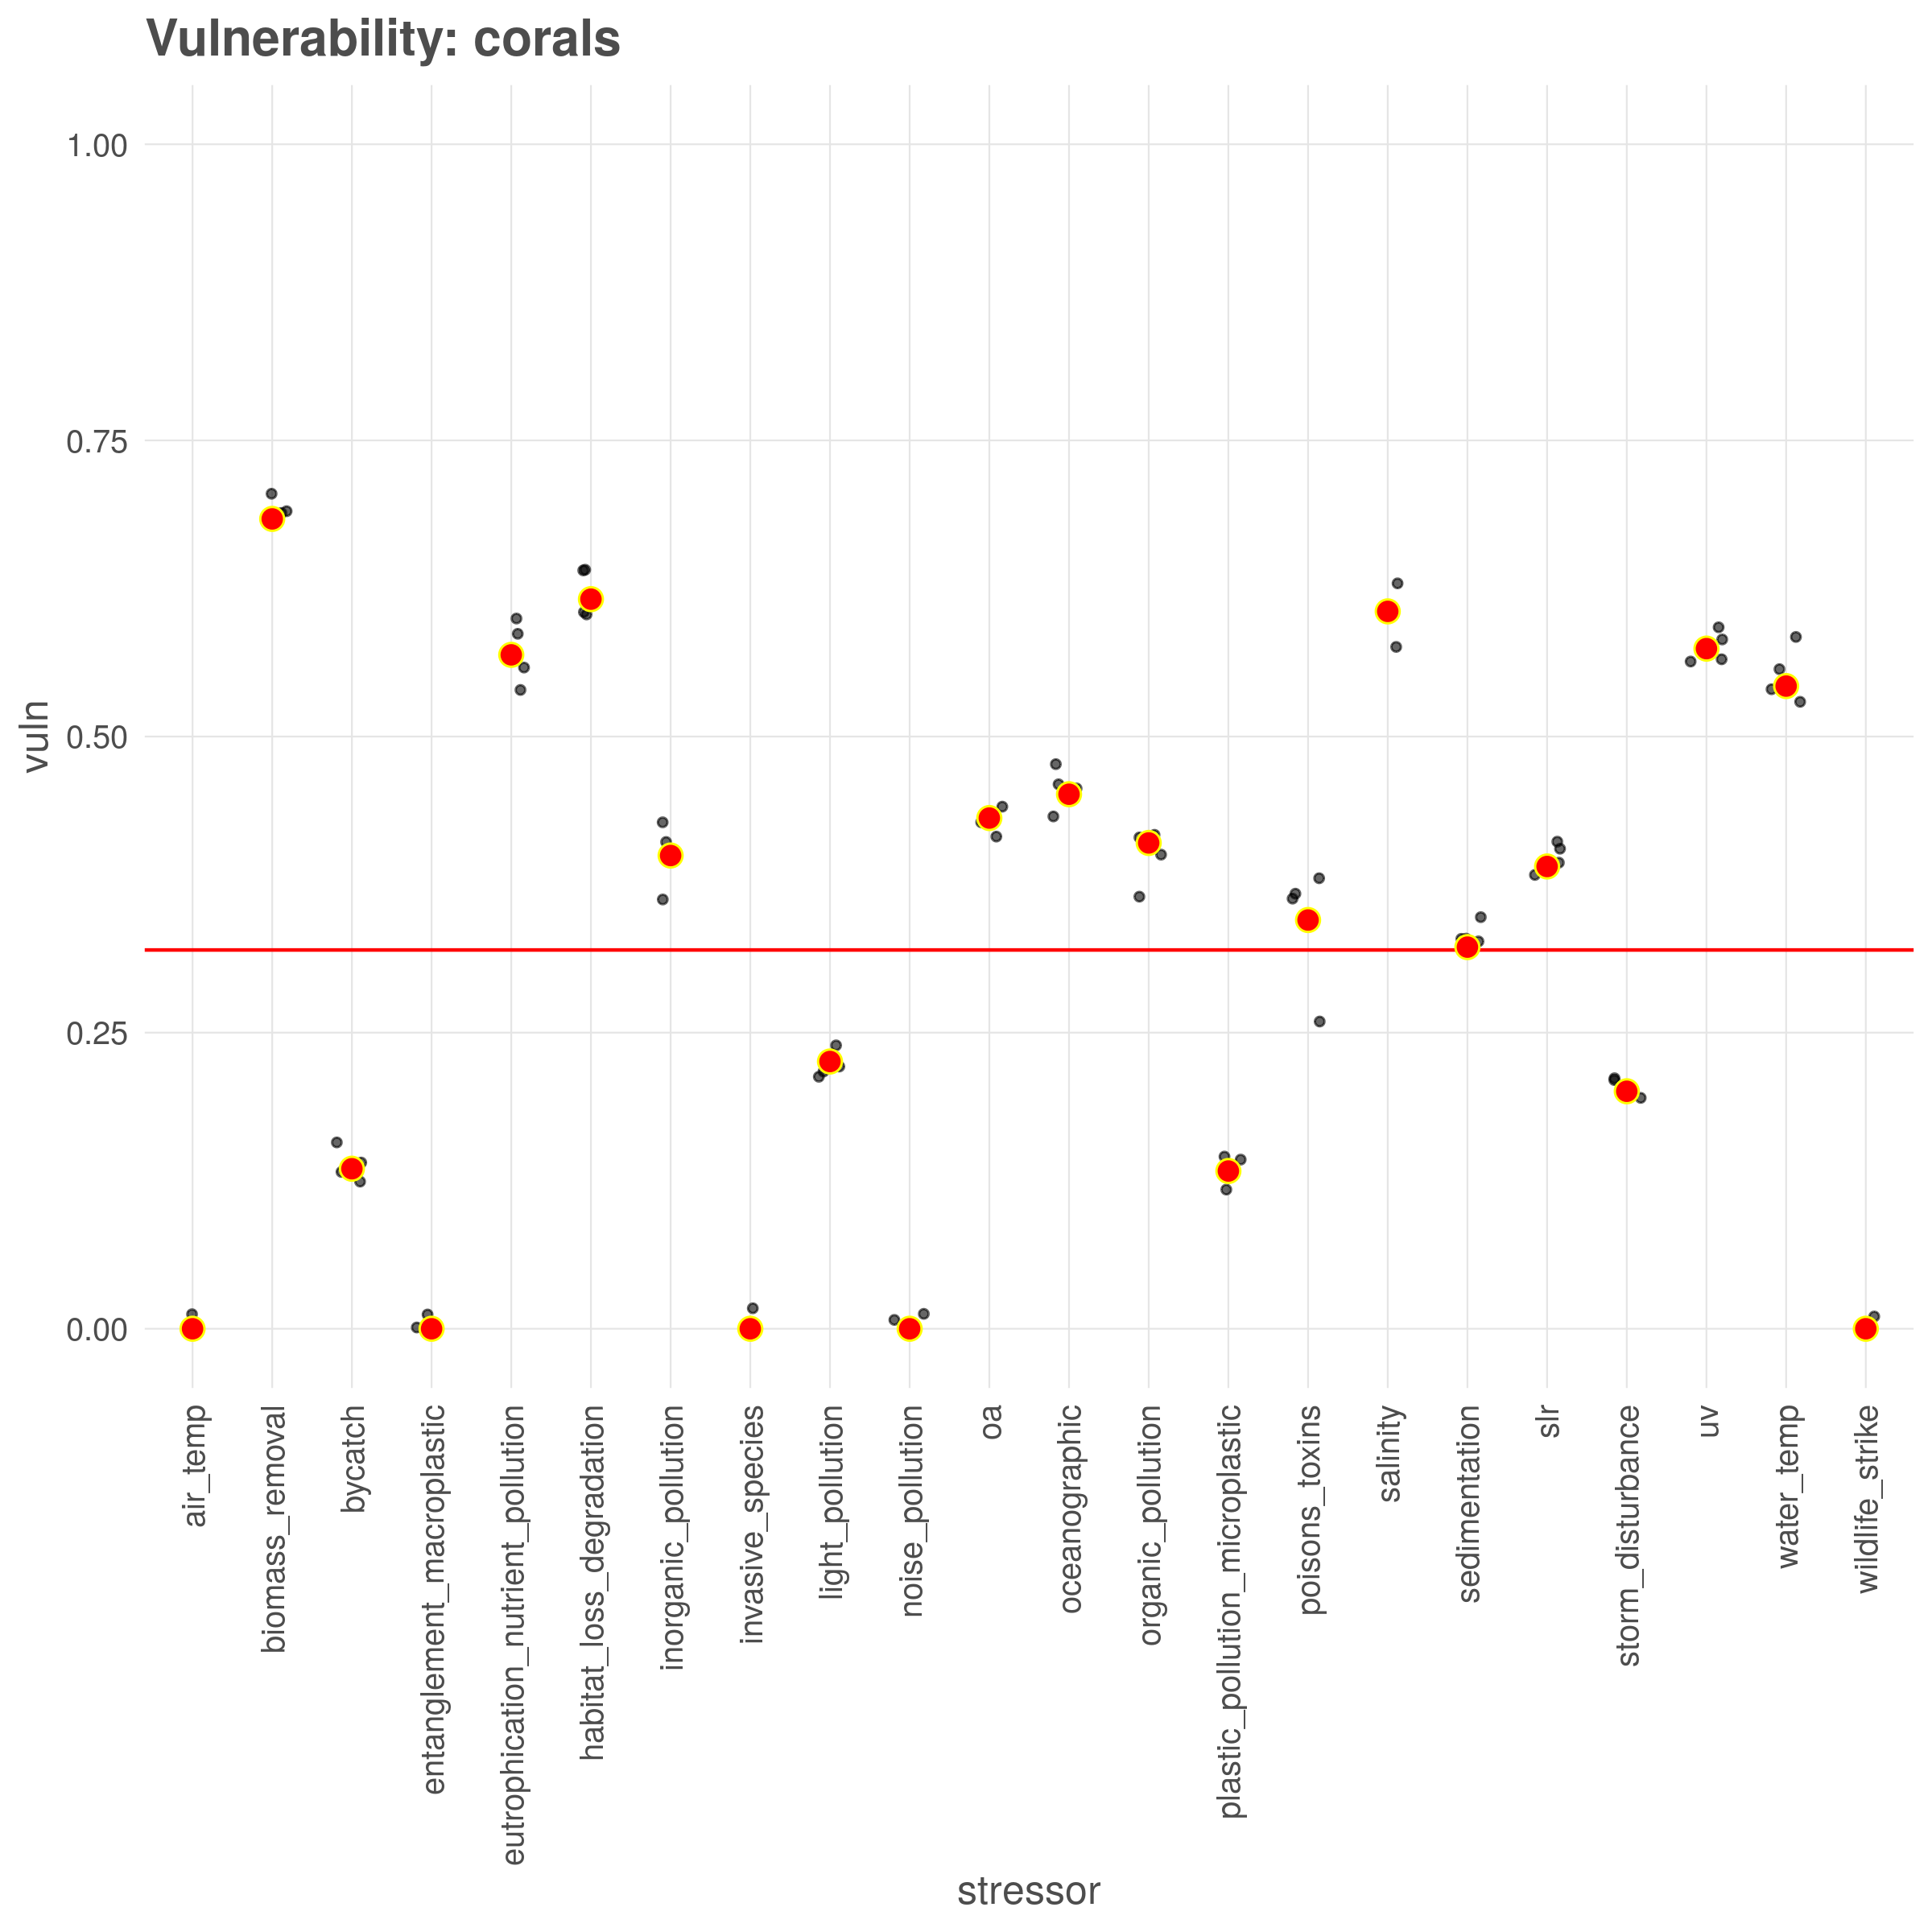 Vulnerability: corals
1.00
0.75
0.50
0.25
0.00
vuln
air_temp
biomass_removal
bycatch
entanglement_macroplastic
eutrophication_nutrient_pollution
habitat_loss_degradation
inorganic_pollution
invasive_species
light_pollution
noise_pollution
oa
oceanographic
organic_pollution
plastic_pollution_microplastic
poisons_toxins
salinity
sedimentation
slr
storm_disturbance
uv
water_temp
wildlife_strike
stressor